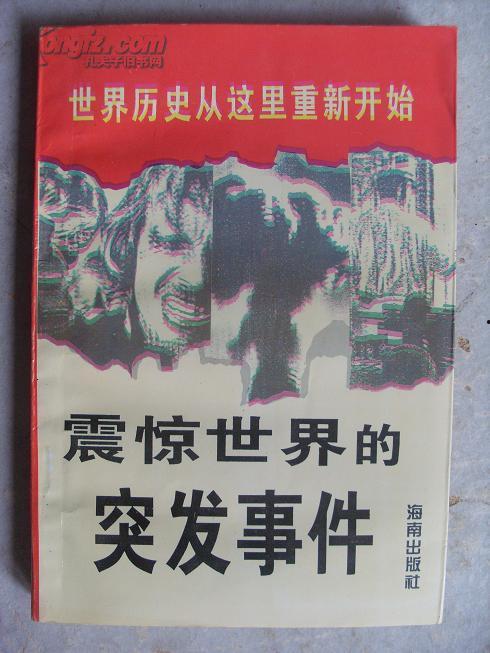 kongfz.com
孔夫子旧书网
世界历史从这里重新开始
震惊世界的
突发事件
海南出版社